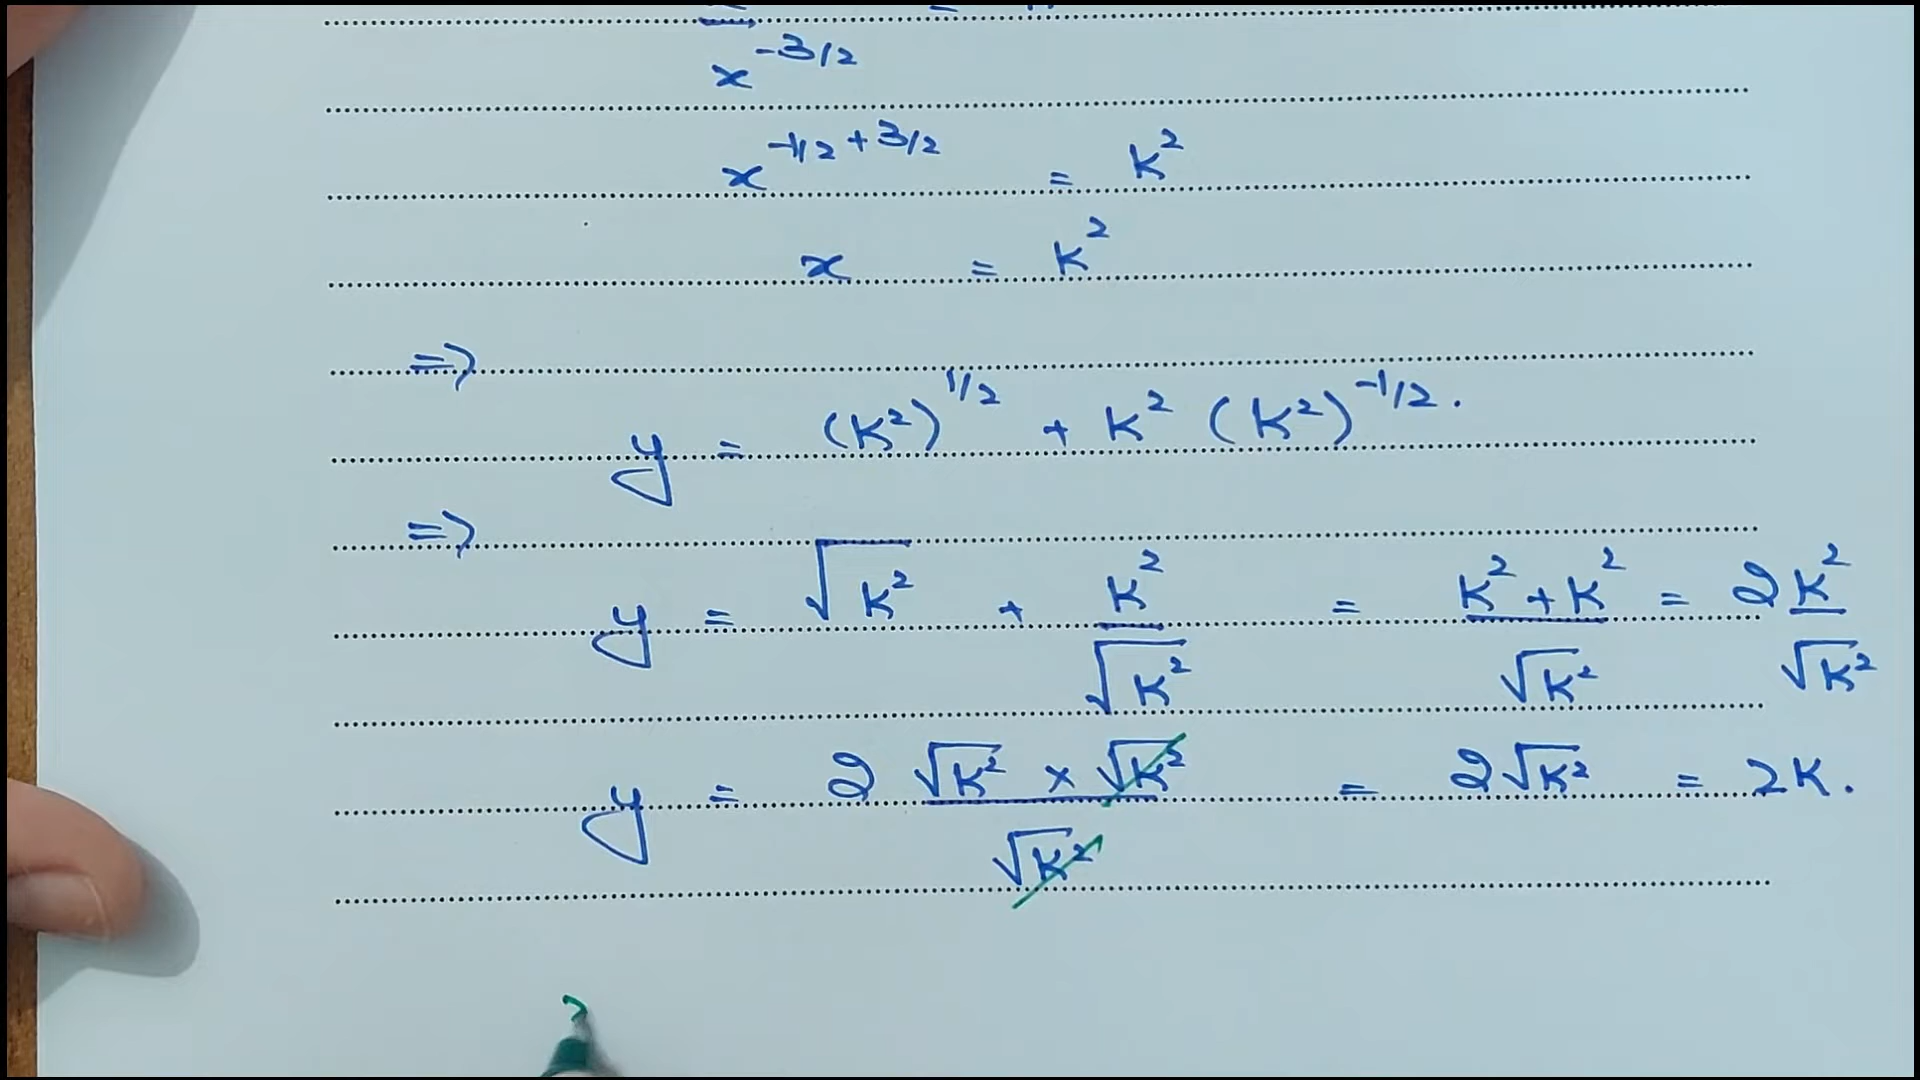 x^{-3/2}
x^{-1/2 + 3/2} = K^2
x = K^2
=>
y = (K^2)^{1/2} + K^2 (K^2)^{-1/2}.
=>
y = √K^2 + K^2/√K^2 = (K^2 + K^2)/√K^2 = 2K^2/√K^2
y = 2 √K^2 × √K^2/√K^2 = 2√K^2 = 2K.